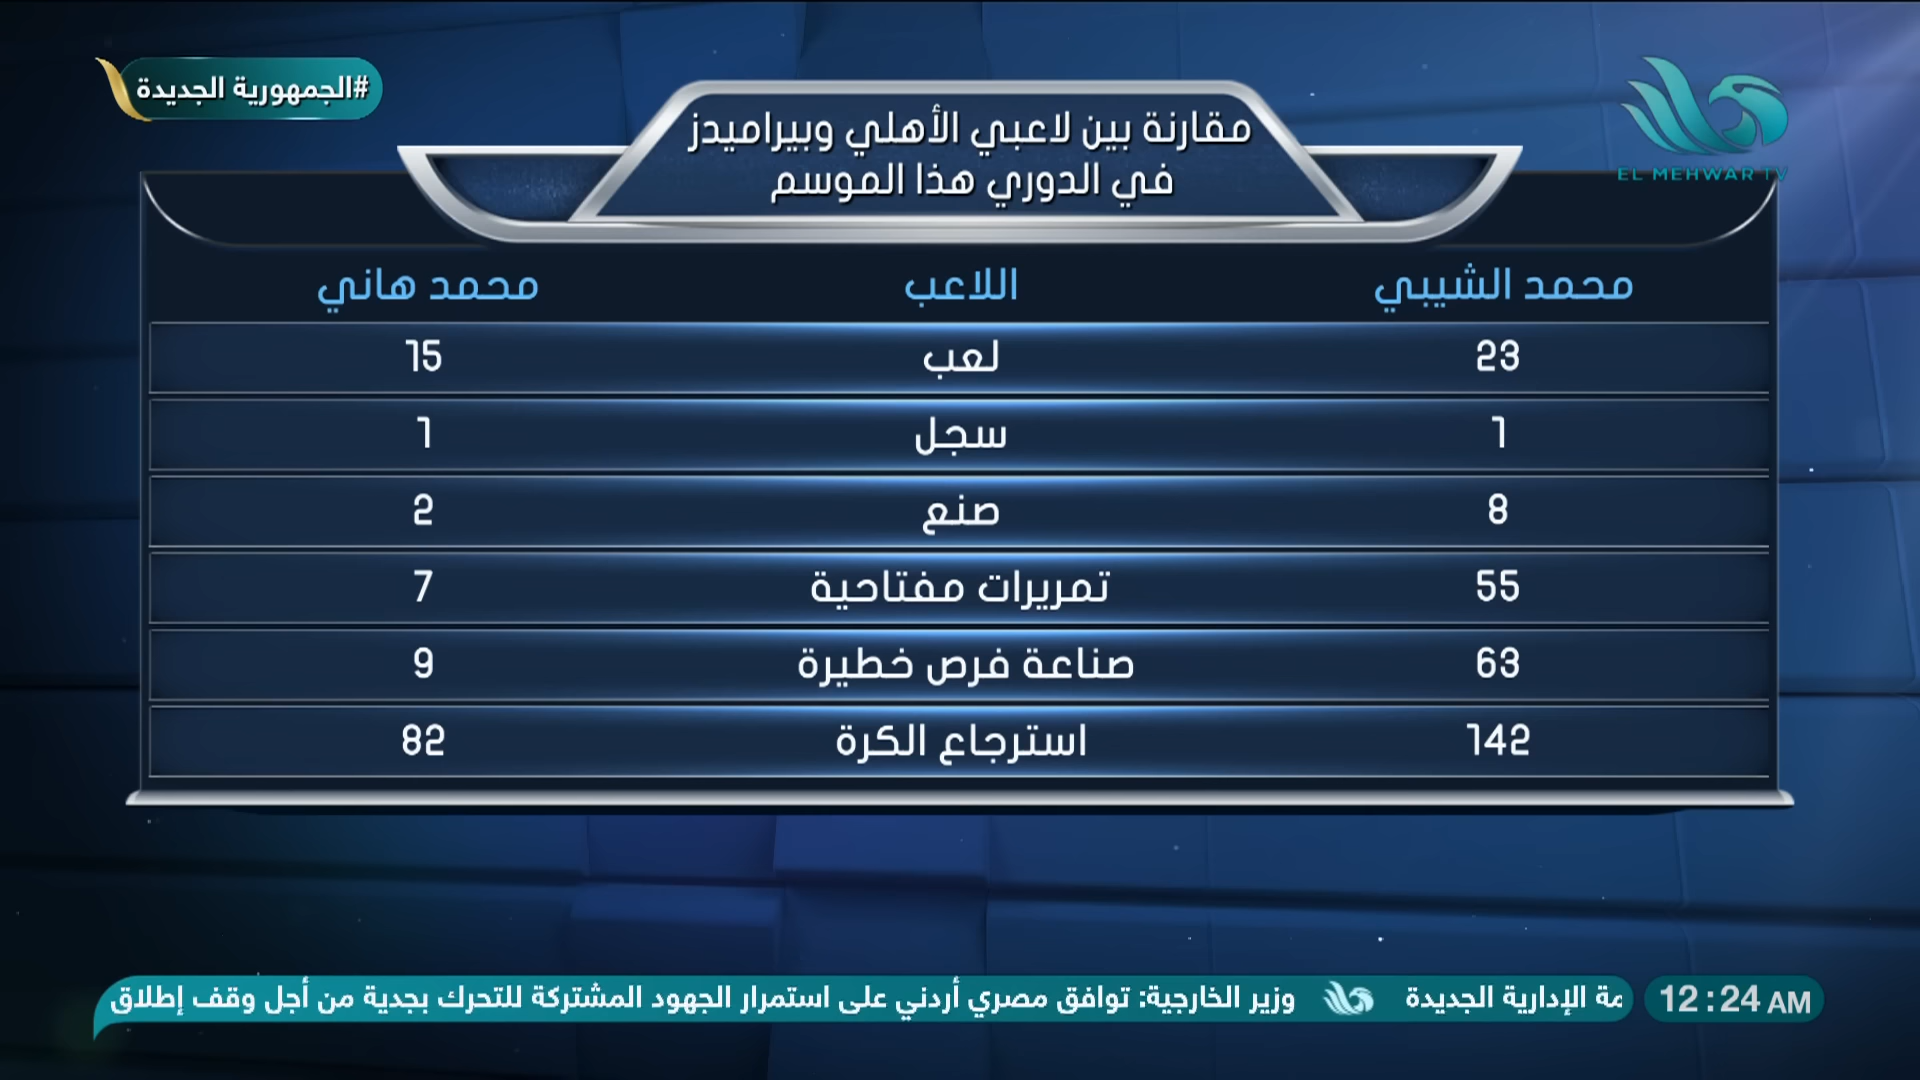 #الجمهورية الجديدة
EL MEHWAR TV
مقارنة بين لاعبي الأهلي وبيراميدز
في الدوري هذا الموسم
محمد الشيبي اللاعب محمد هاني
23 لعب 15
1 سجل 1
8 صنع 2
55 تمريرات مفتاحية 7
63 صناعة فرص خطيرة 9
142 استرجاع الكرة 82
12:24 AM
مة الإدارية الجديدة وزير الخارجية: توافق مصري أردني على استمرار الجهود المشتركة للتحرك بجدية من أجل وقف إطلاق